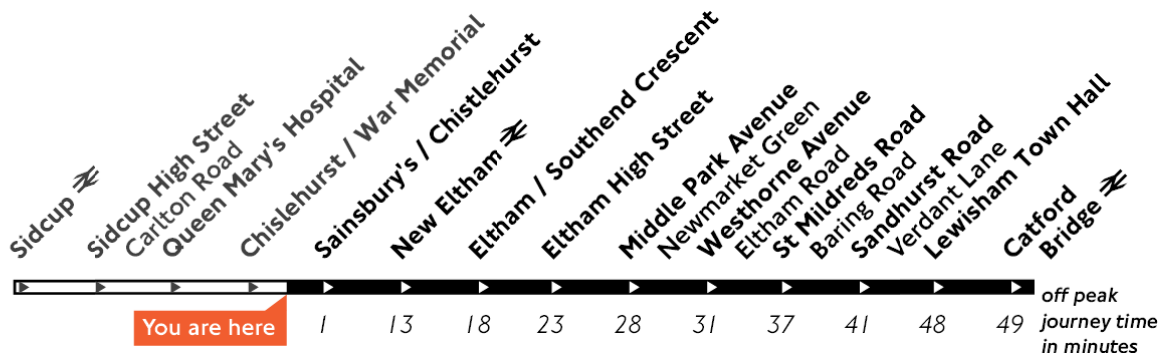 Sidcup
Sidcup High Street
Carlton Road
Queen Mary's Hospital
Chislehurst / War Memorial
Sainsbury's / Chistlehurst
New Eltham
Eltham / Southend Crescent
Eltham High Street
Middle Park Avenue
Newmarket Green
Westhorne Avenue
Eltham Road
St Mildreds Road
Baring Road
Sandhurst Road
Verdant Lane
Lewisham Town Hall
Catford
Bridge
You are here
1 13 18 23 28 31 37 41 48 49
off peak
journey time
in minutes